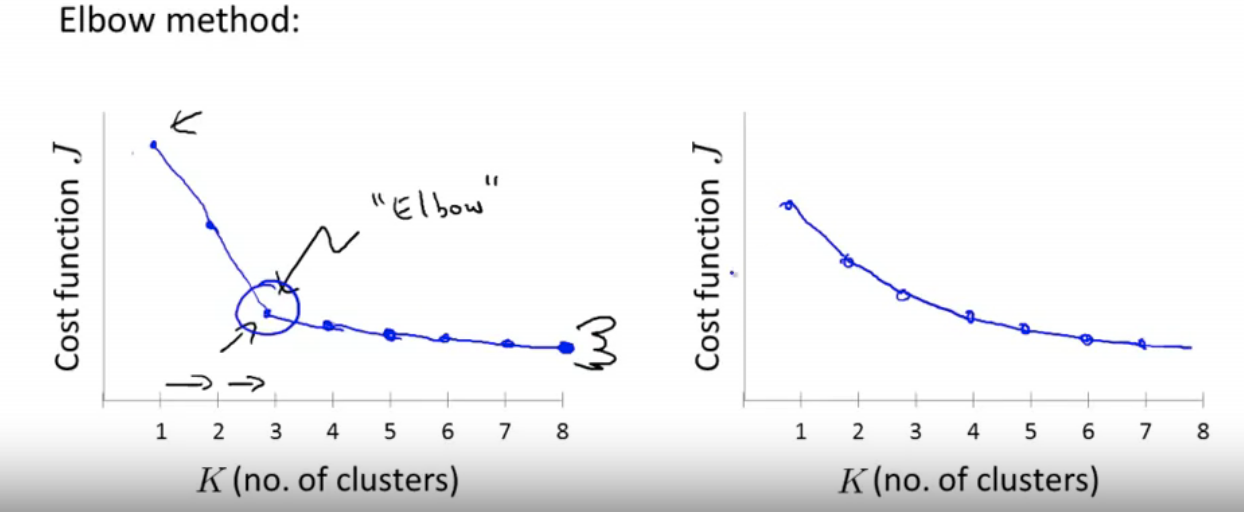 Elbow method:
Cost function J
"Elbow"
1 2 3 4 5 6 7 8
K (no. of clusters)
Cost function J
1 2 3 4 5 6 7 8
K (no. of clusters)